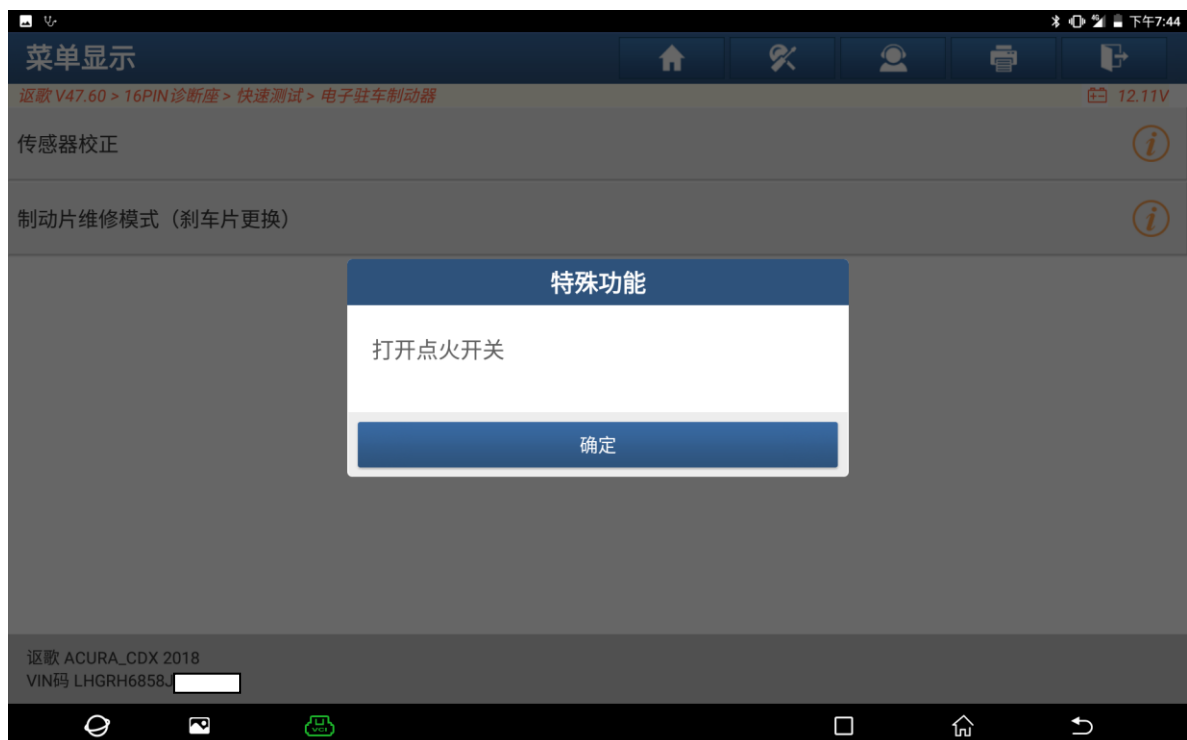 下午7:44
菜单显示
讴歌 V47.60 > 16PIN诊断座 > 快速测试 > 电子驻车制动器
12.11V
传感器校正
制动片维修模式（刹车片更换）
特殊功能
打开点火开关
确定
讴歌 ACURA_CDX 2018
VIN码 LHGRH6858J
VCI